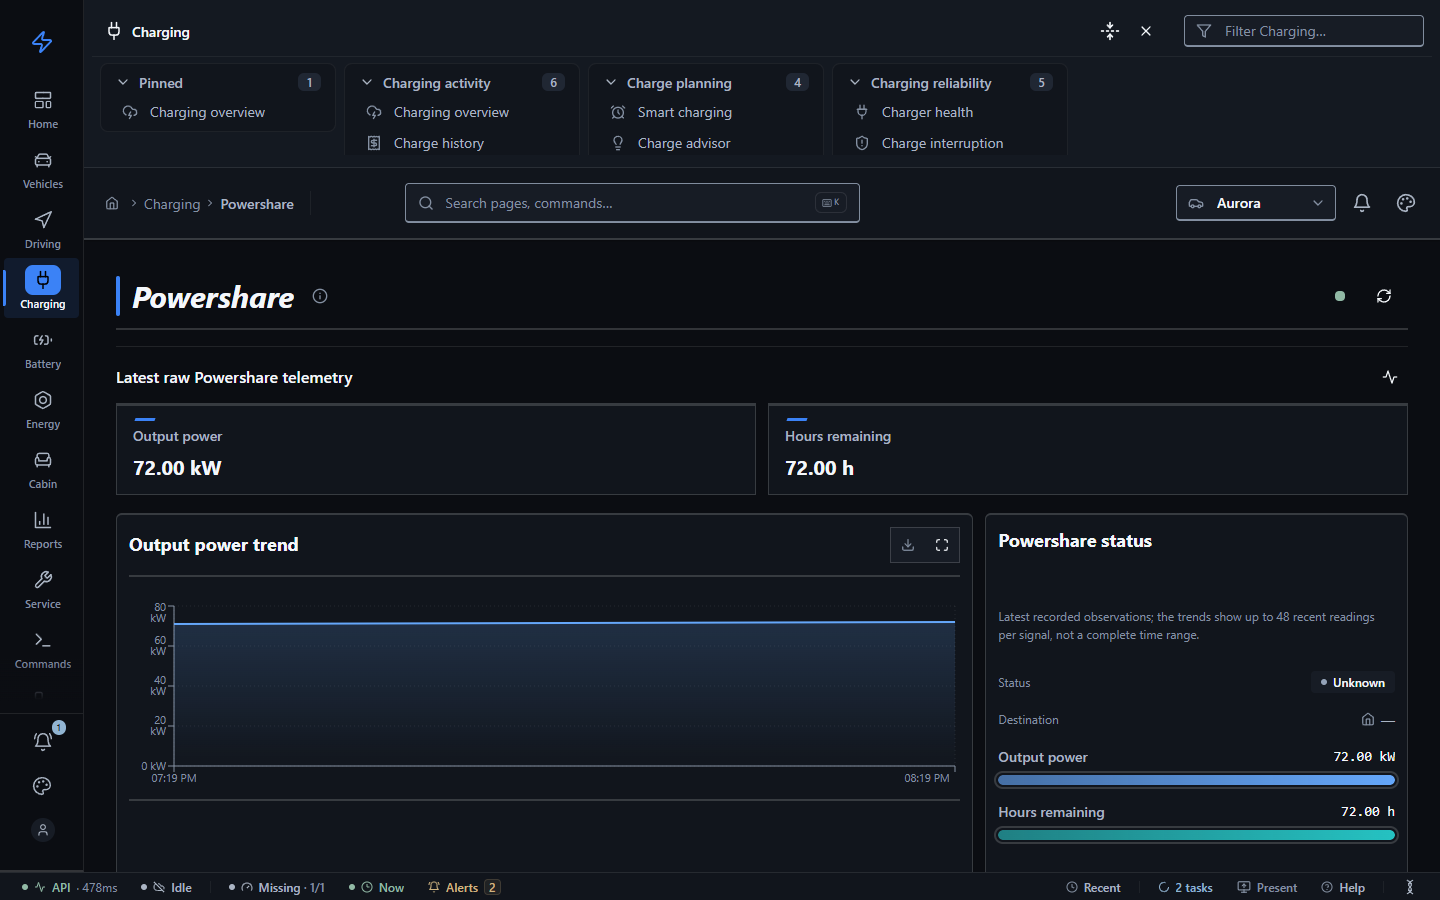 Charging
Filter Charging...
Pinned 1
Charging overview
Charging activity 6
Charging overview
Charge history
Charge planning 4
Smart charging
Charge advisor
Charging reliability 5
Charger health
Charge interruption
Home
Vehicles
Driving
Charging
Battery
Energy
Cabin
Reports
Service
Commands
1
Charging
Powershare
Search pages, commands...
K
Aurora
Powershare
Latest raw Powershare telemetry
Output power
72.00 kW
Hours remaining
72.00 h
Output power trend
80
kW
60
kW
40
kW
20
kW
0 kW
07:19 PM
08:19 PM
Powershare status
Latest recorded observations; the trends show up to 48 recent readings
per signal, not a complete time range.
Status Unknown
Destination —
Output power 72.00 kW
Hours remaining 72.00 h
API · 478ms
Idle
Missing · 1/1
Now
Alerts 2
Recent
2 tasks
Present
Help